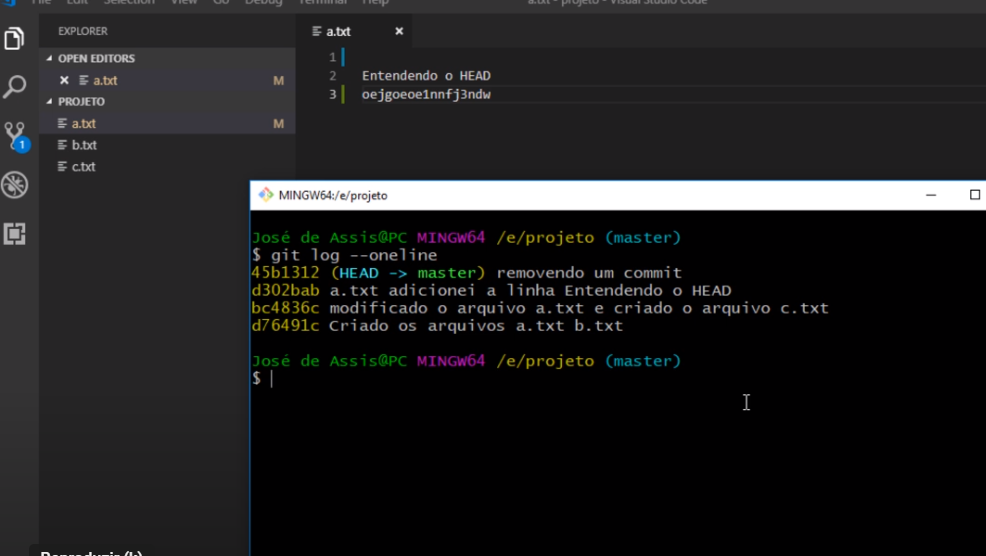 File Edit Selection View Go Debug Terminal Help
a.txt - projeto - Visual Studio Code
EXPLORER
a.txt
OPEN EDITORS
a.txt M
PROJETO
a.txt M
b.txt
c.txt
1
1
2 Entendendo o HEAD
3 oejgoeoe1nnfj3ndw
MINGW64:/e/projeto
José de Assis@PC MINGW64 /e/projeto (master)
$ git log --oneline
45b1312 (HEAD -> master) removendo um commit
d302bab a.txt adicionei a linha Entendendo o HEAD
bc4836c modificado o arquivo a.txt e criado o arquivo c.txt
d76491c Criado os arquivos a.txt b.txt
José de Assis@PC MINGW64 /e/projeto (master)
$
Reproduzir (k)